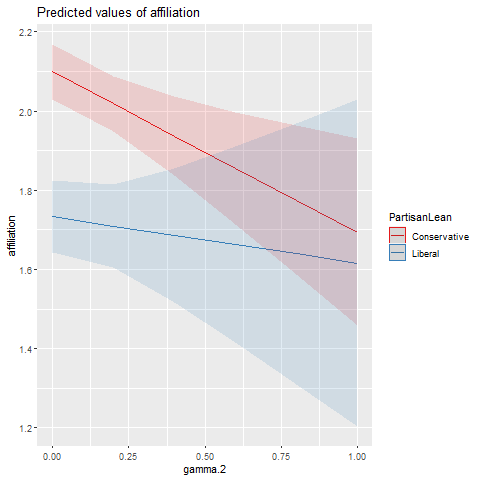 Predicted values of affiliation
2.2
2.0
1.8
1.6
1.4
1.2
affiliation
0.00 0.25 0.50 0.75 1.00
gamma.2
PartisanLean
Conservative
Liberal